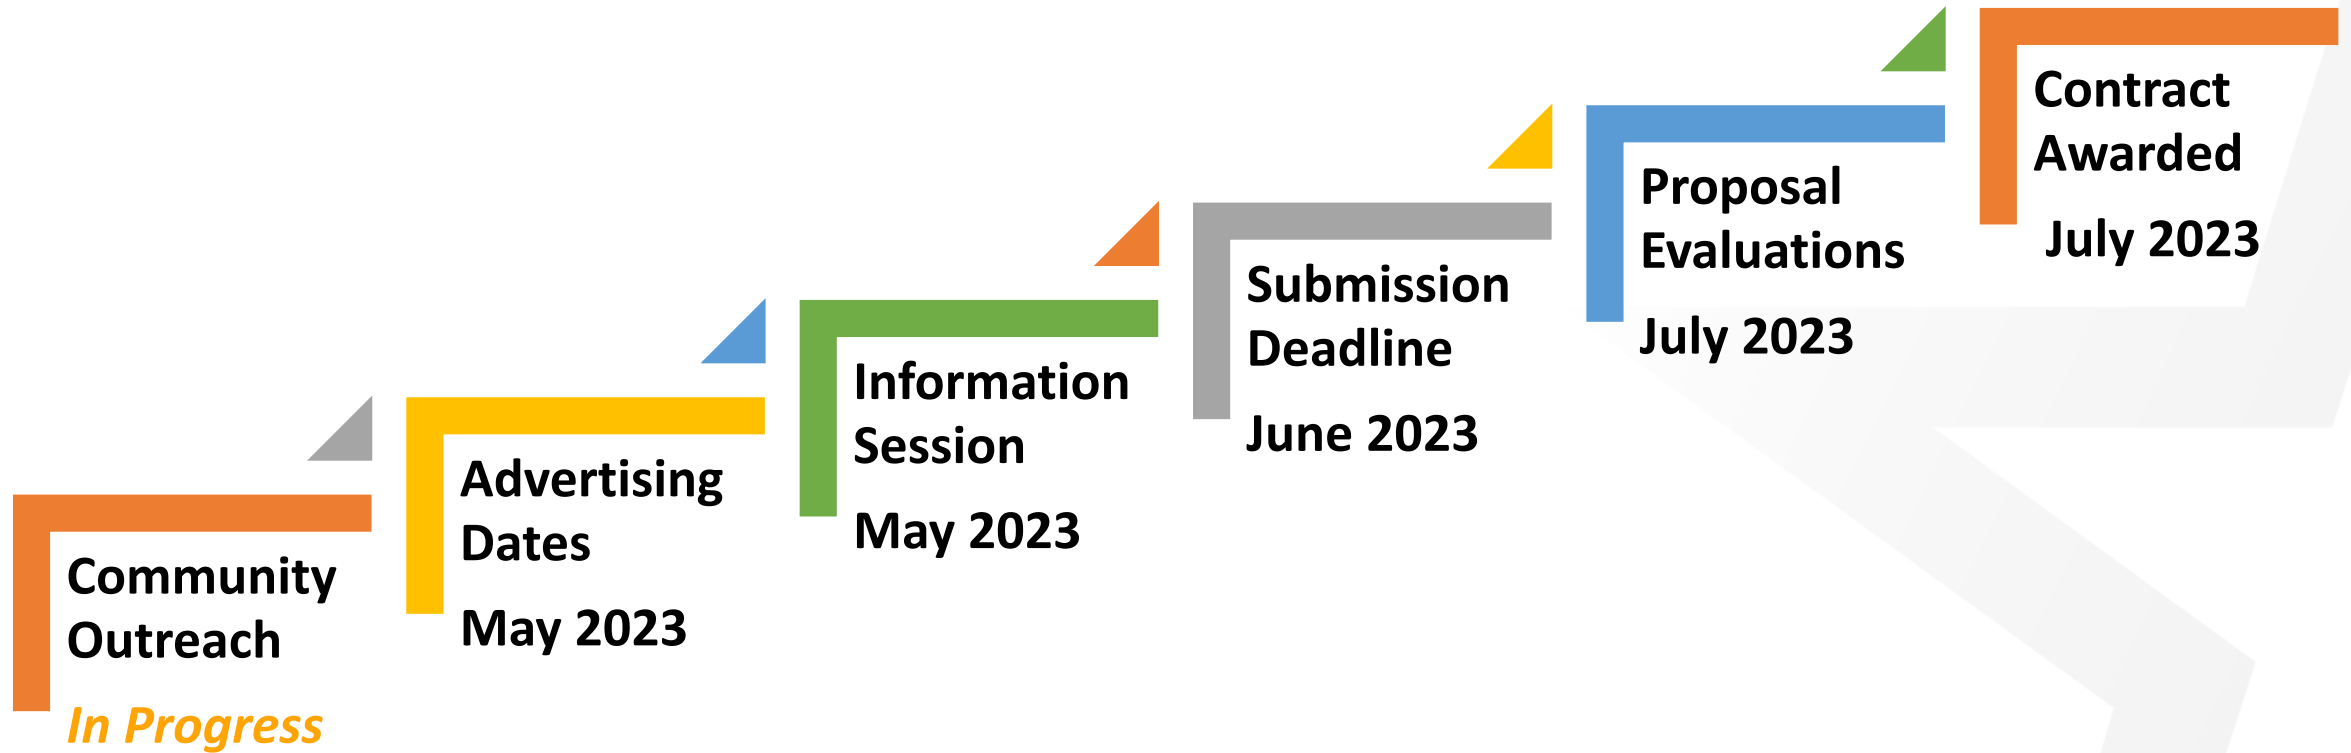 Community
Outreach
In Progress
Advertising
Dates
May 2023
Information
Session
May 2023
Submission
Deadline
June 2023
Proposal
Evaluations
July 2023
Contract
Awarded
July 2023